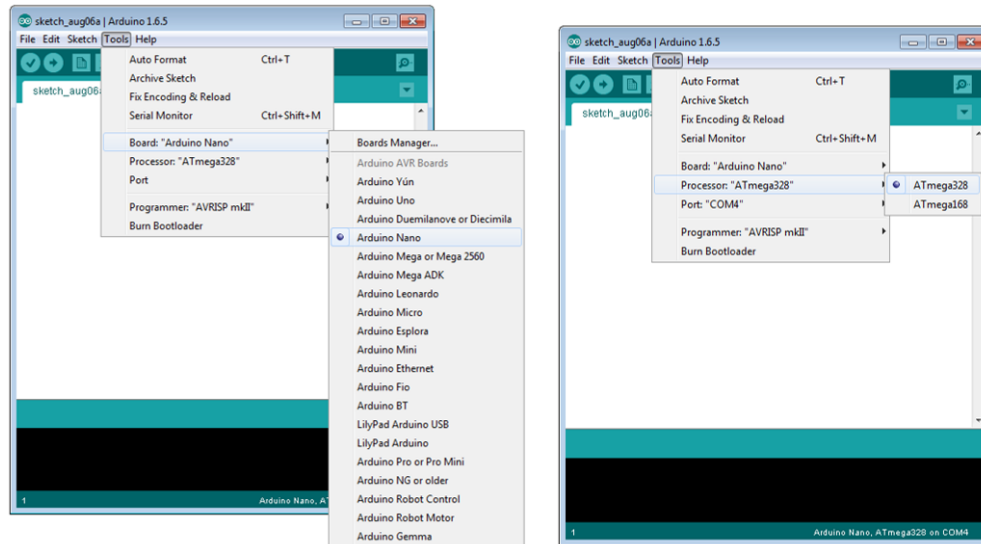 sketch_aug06a | Arduino 1.6.5
File Edit Sketch Tools Help
Auto Format Ctrl+T
Archive Sketch
sketch_aug06
Fix Encoding & Reload
Serial Monitor Ctrl+Shift+M
Board: "Arduino Nano"
Processor: "ATmega328"
Port
Programmer: "AVRISP mkII"
Burn Bootloader
Boards Manager...
Arduino AVR Boards
Arduino Yún
Arduino Uno
Arduino Duemilanove or Diecimila
Arduino Nano
Arduino Mega or Mega 2560
Arduino Mega ADK
Arduino Leonardo
Arduino Micro
Arduino Esplora
Arduino Mini
Arduino Ethernet
Arduino Fio
Arduino BT
LilyPad Arduino USB
LilyPad Arduino
Arduino Pro or Pro Mini
Arduino NG or older
Arduino Robot Control
Arduino Robot Motor
Arduino Gemma
1 Arduino Nano, AT
sketch_aug06a | Arduino 1.6.5
File Edit Sketch Tools Help
Auto Format Ctrl+T
Archive Sketch
sketch_aug06
Fix Encoding & Reload
Serial Monitor Ctrl+Shift+M
Board: "Arduino Nano"
Processor: "ATmega328"
Port: "COM4"
Programmer: "AVRISP mkII"
Burn Bootloader
ATmega328
ATmega168
1 Arduino Nano, ATmega328 on COM4